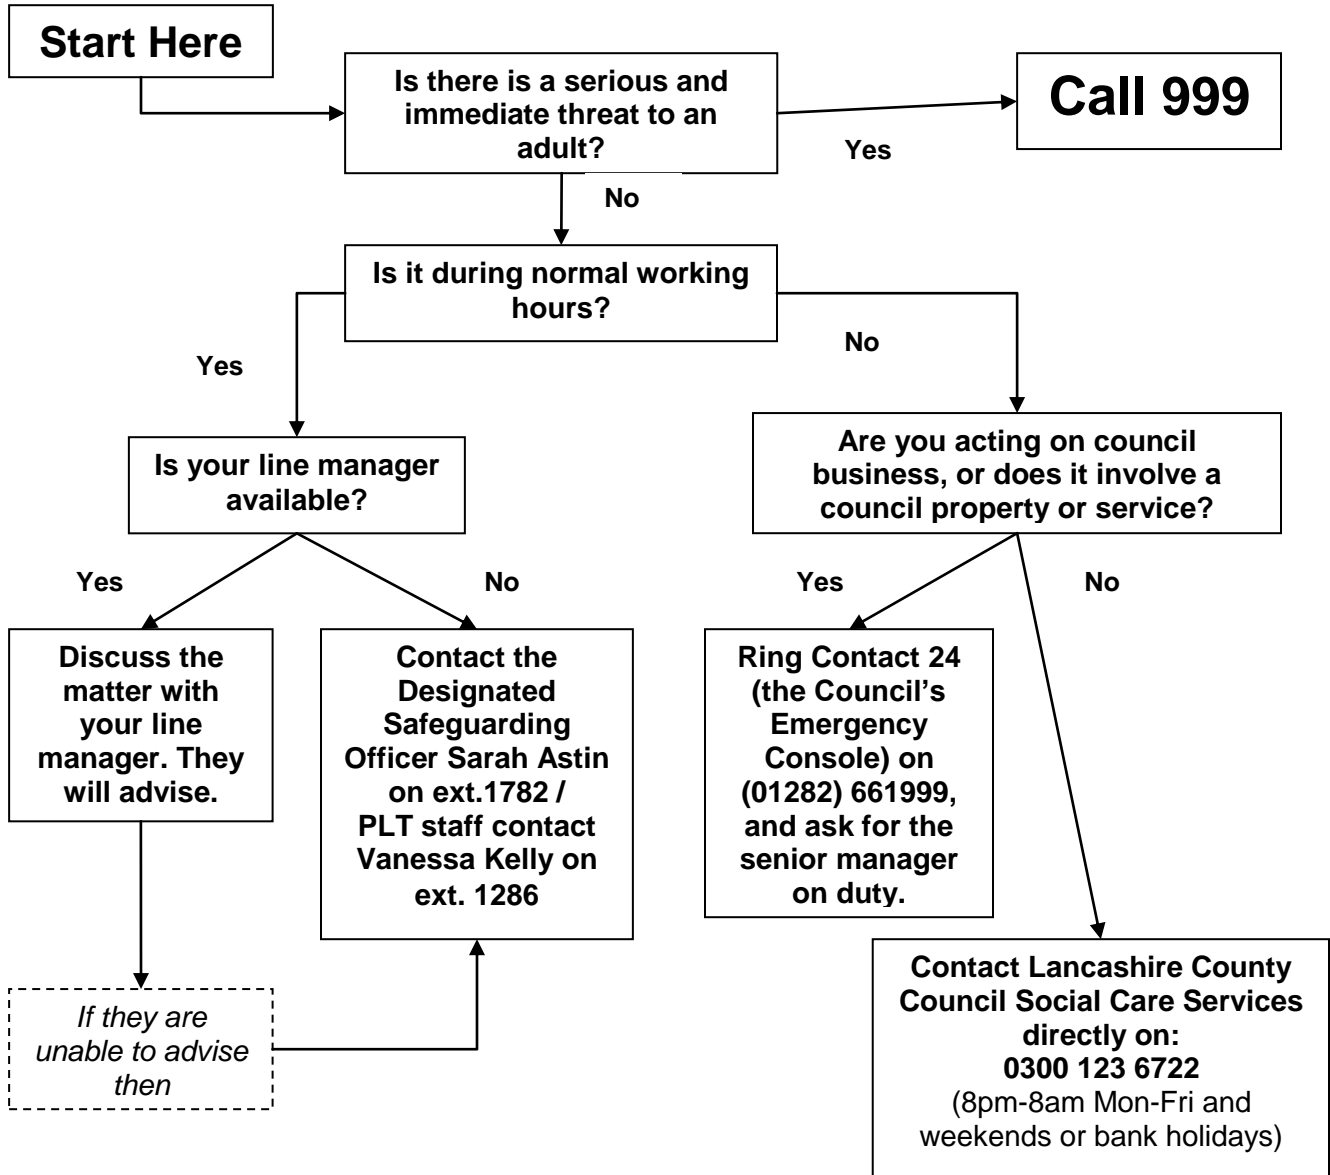 Start Here
Is there is a serious and
immediate threat to an
adult?
Call 999
Yes
No
Is it during normal working
hours?
Yes
No
Is your line manager
available?
Are you acting on council
business, or does it involve a
council property or service?
Yes
No
Yes
No
Discuss the
matter with
your line
manager. They
will advise.
Contact the
Designated
Safeguarding
Officer Sarah Astin
on ext.1782 /
PLT staff contact
Vanessa Kelly on
ext. 1286
Ring Contact 24
(the Council’s
Emergency
Console) on
(01282) 661999,
and ask for the
senior manager
on duty.
If they are
unable to advise
then
Contact Lancashire County
Council Social Care Services
directly on:
0300 123 6722
(8pm-8am Mon-Fri and
weekends or bank holidays)